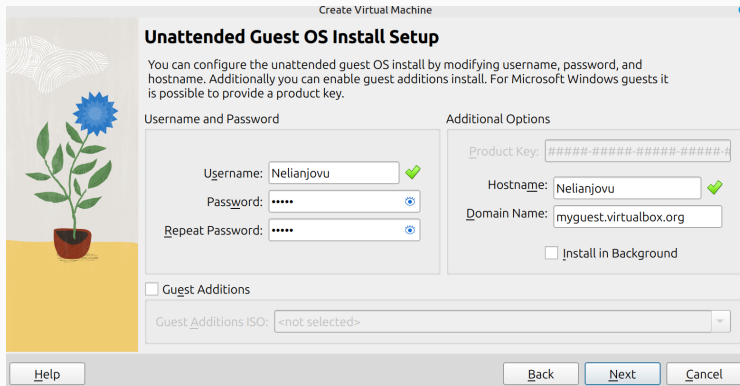 Create Virtual Machine
Unattended Guest OS Install Setup
You can configure the unattended guest OS install by modifying username, password, and
hostname. Additionally you can enable guest additions install. For Microsoft Windows guests it
is possible to provide a product key.
Username and Password
Username: Nelianjovu
Password: •••••
Repeat Password: •••••
Additional Options
Product Key: #####-#####-#####-#####-#
Hostname: Nelianjovu
Domain Name: myguest.virtualbox.org
Install in Background
Guest Additions
Guest Additions ISO: <not selected>
Help
Back
Next
Cancel